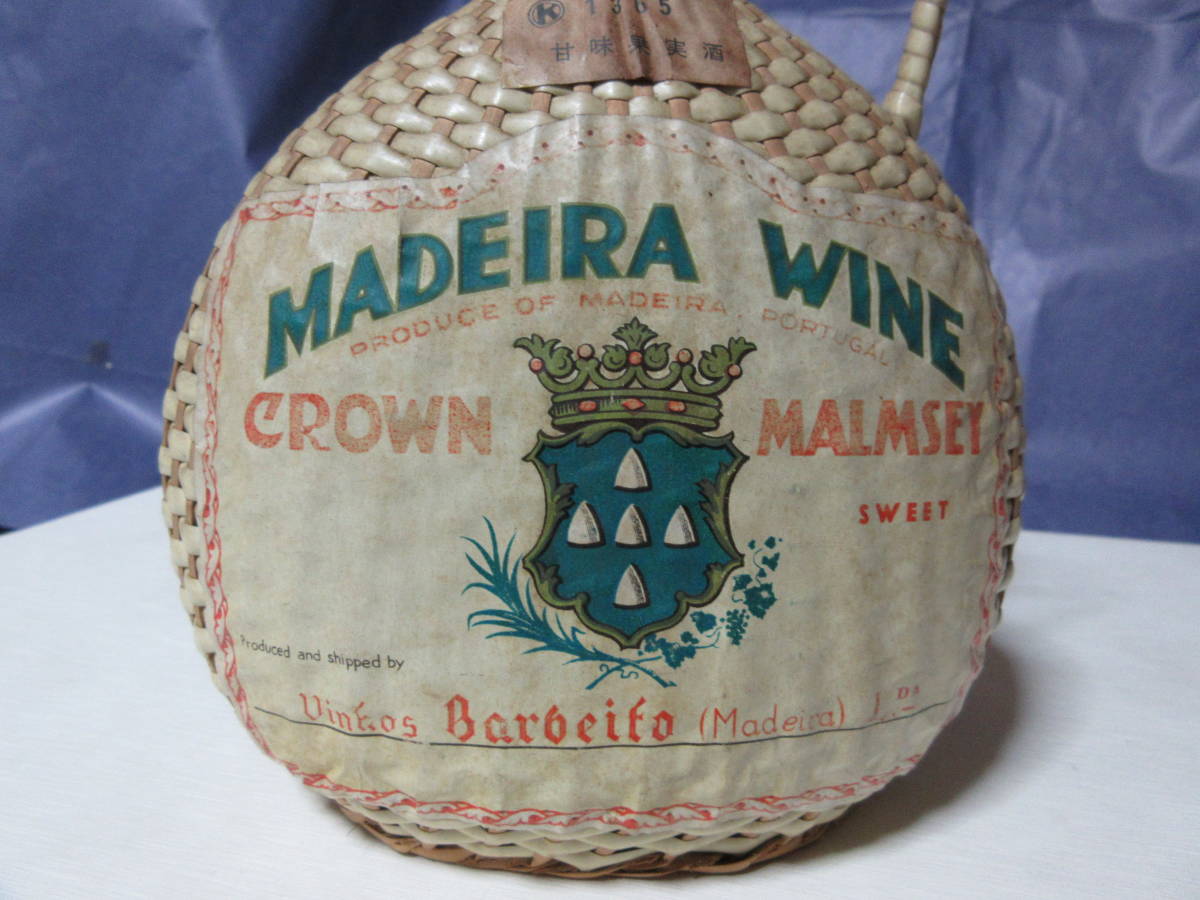 Ⓚ 1365
甘味果実酒
MADEIRA WINE
PRODUCE OF MADEIRA, PORTUGAL
CROWN MALMSEY
SWEET
Produced and shipped by
Vinhos Barbeito (Madeira) L.DA